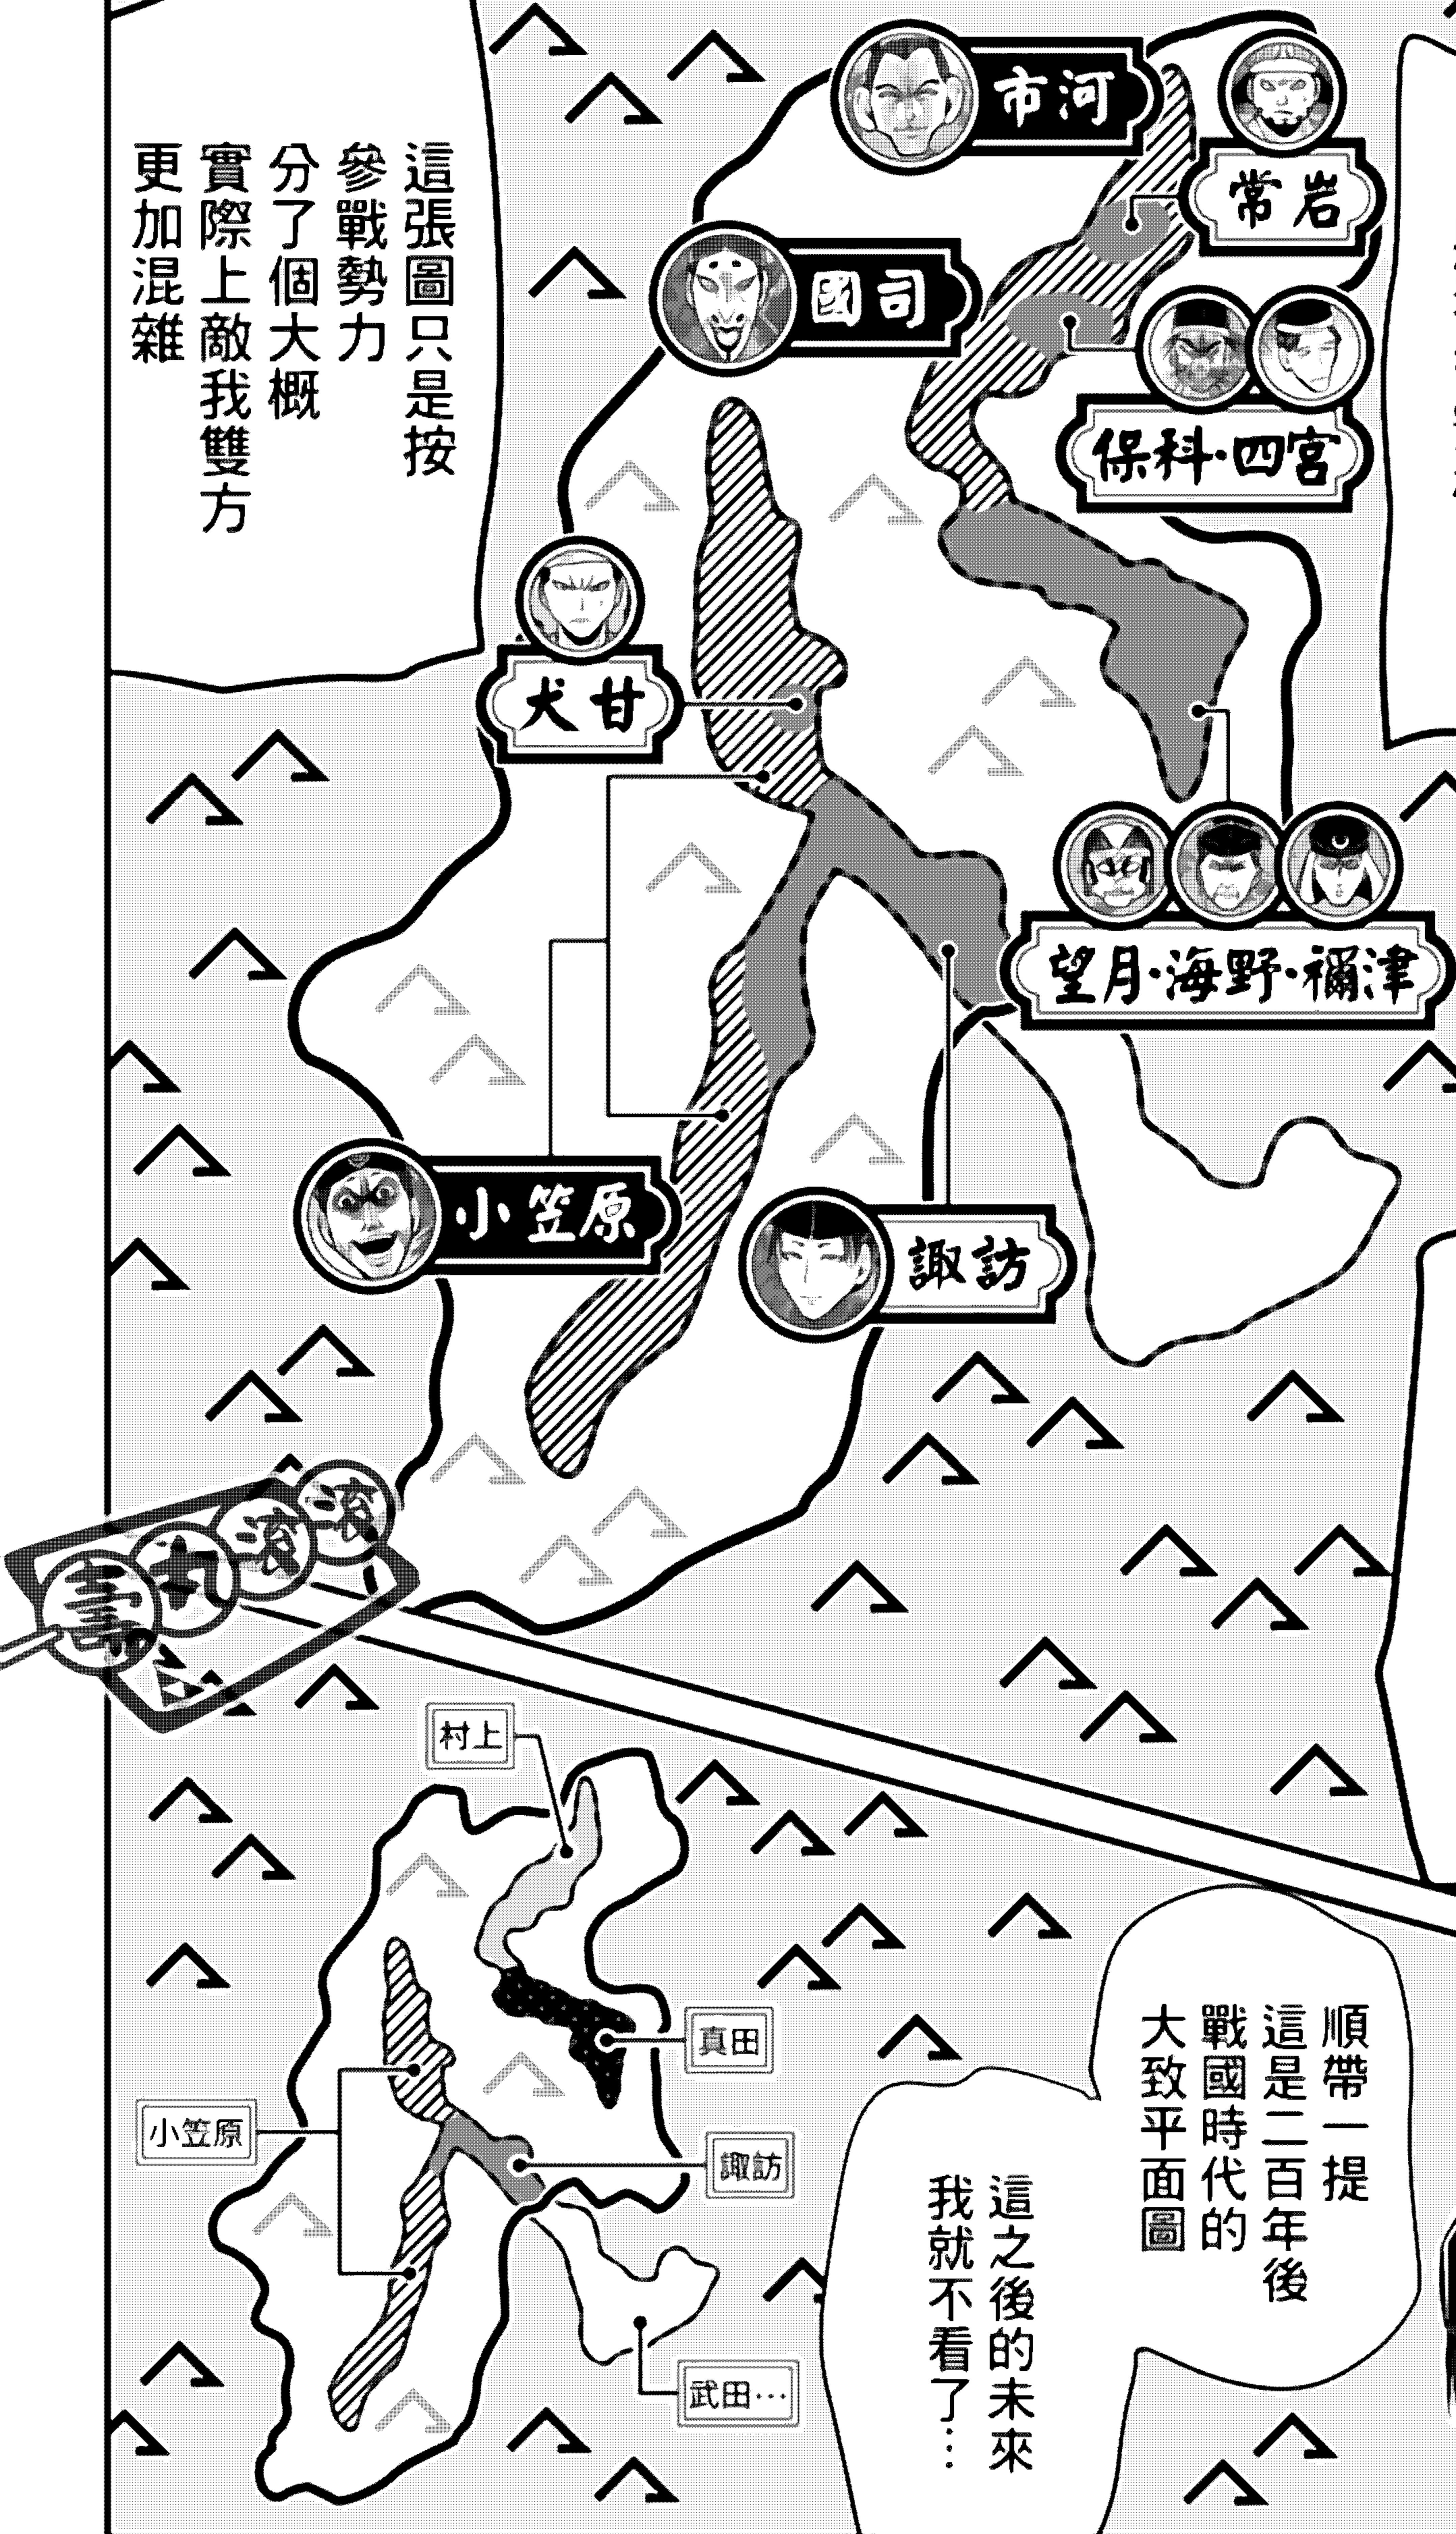 市河
常岩
國司
保科·四宮
這張圖只是按
參戰勢力
分了個大概
實際上敵我雙方
更加混雜
犬甘
望月·海野·禰津
小笠原
諏訪
滾滾丸壽
村上
真田
小笠原
諏訪
武田…
順帶一提
這是二百年後
戰國時代的
大致平面圖
這之後的未來
我就不看了…